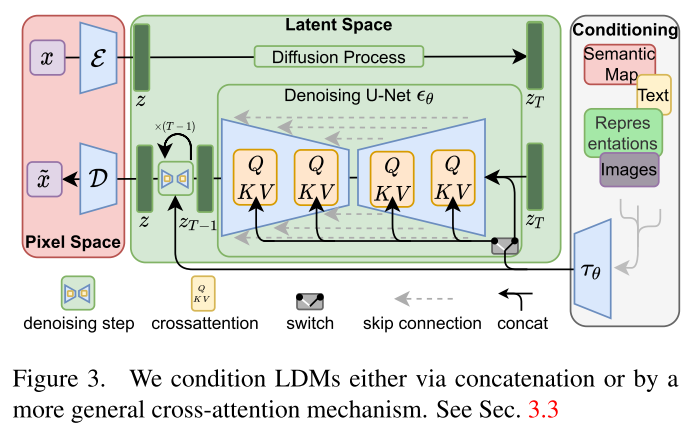 Latent Space
Conditioning
x
ℰ
z
Diffusion Process
z_T
Semantic
Map
Text
Repres
entations
Images
Denoising U-Net ϵ_θ
×(T−1)
Q
KV
Q
KV
Q
KV
Q
KV
x̃
𝒟
z
z_{T−1}
z_T
τ_θ
Pixel Space
Q
KV
denoising step
crossattention
switch
skip connection
concat
Figure 3. We condition LDMs either via concatenation or by a
more general cross-attention mechanism. See Sec. 3.3